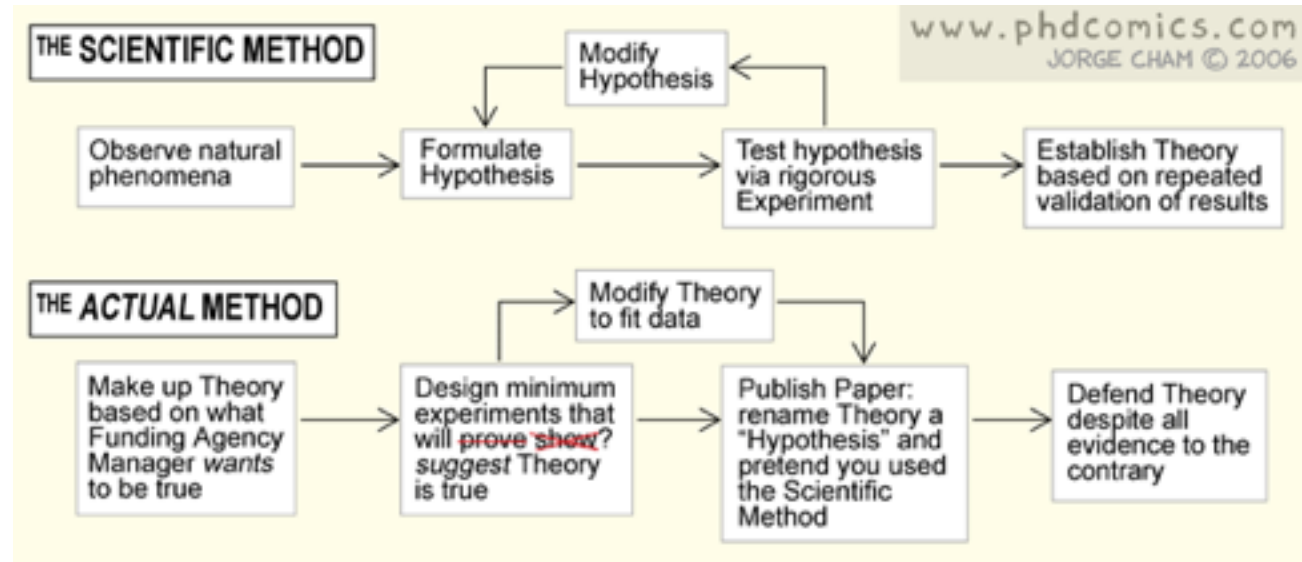 THE SCIENTIFIC METHOD
www.phdcomics.com
JORGE CHAM © 2006
Modify
Hypothesis
Observe natural
phenomena
Formulate
Hypothesis
Test hypothesis
via rigorous
Experiment
Establish Theory
based on repeated
validation of results
THE ACTUAL METHOD
Modify Theory
to fit data
Make up Theory
based on what
Funding Agency
Manager wants
to be true
Design minimum
experiments that
will prove show?
suggest Theory
is true
Publish Paper:
rename Theory a
“Hypothesis” and
pretend you used
the Scientific
Method
Defend Theory
despite all
evidence to the
contrary